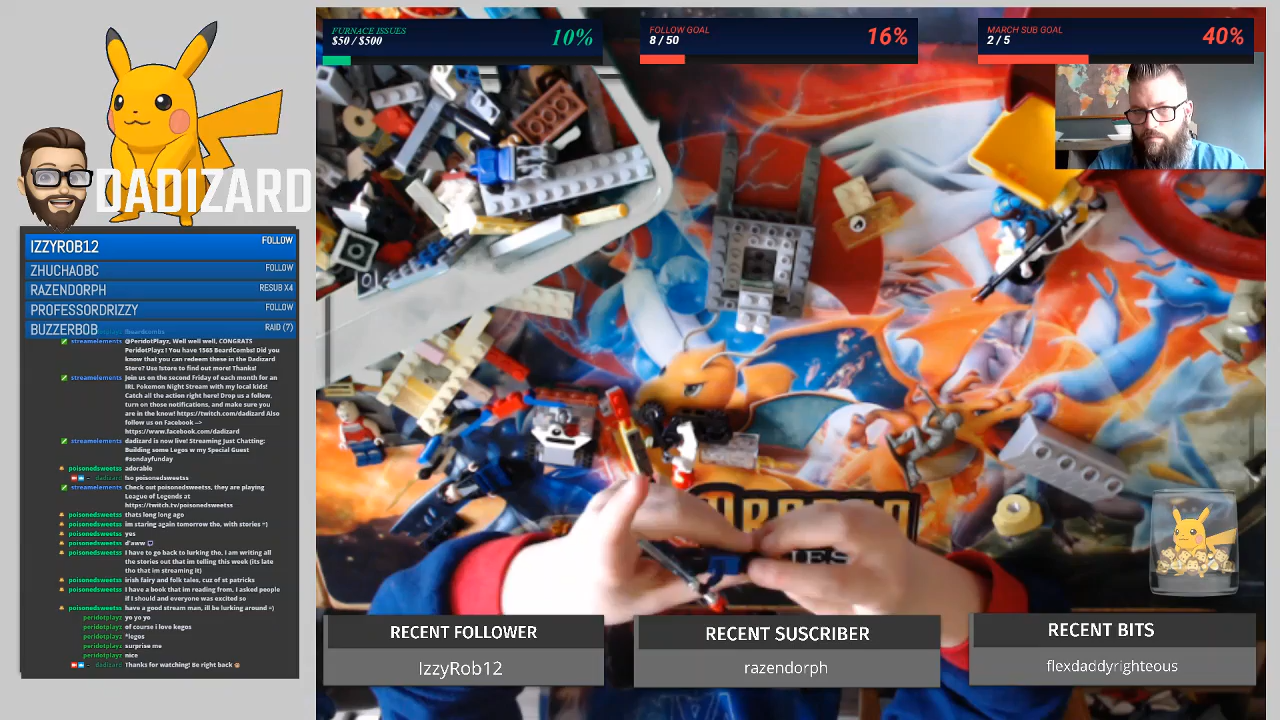 FURNACE ISSUES
$50 / $500
10%
FOLLOW GOAL
8 / 50
16%
MARCH SUB GOAL
2 / 5
40%
DADIZARD
IZZYROB12 FOLLOW
ZHUCHAOBC FOLLOW
RAZENDORPH RESUB X4
PROFESSORDRIZZY FOLLOW
BUZZERBOB RAID (7)
streamelements @PeridotPlayz, Well well well, CONGRATS
PeridotPlayz! You have 1565 BoardCombs! Did you
know that you can redeem these in the Dadizard
Store? Use !store to find out more! Thanks!
streamelements Join us on the second Friday of each month for an
IRL Pokemon Night Stream with my local kids!
Catch all the action right here! Drop us a follow,
turn on those notifications, and make sure you
are in the know! https://twitch.com/dadizard Also
follow us on Facebook -->
https://www.facebook.com/dadizard
streamelements dadizard is now live! Streaming Just Chatting:
Building some Legos w my Special Guest
#sondayfunday
poisonedsweetss adorable
dadizard !so poisonedsweetss
streamelements Check out poisonedsweetss, they are playing
League of Legends at
https://twitch.tv/poisonedsweetss
poisonedsweetss thats long long ago
poisonedsweetss im staring again tomorrow tho, with stories =)
poisonedsweetss yes
poisonedsweetss d'aww
poisonedsweetss I have to go back to lurking tho, I am writing all
the stories out that im telling this week (its late
tho that im streaming it)
poisonedsweetss irish fairy and folk tales, cuz of st patricks
poisonedsweetss I have a book that im reading from, I asked people
if I should and everyone was excited so
poisonedsweetss have a good stream man, ill be lurking around =)
peridotplayz yo yo yo
peridotplayz of course i love kegos
peridotplayz *legos
peridotplayz surprise me
peridotplayz nice
dadizard Thanks for watching! Be right back
RECENT FOLLOWER
IzzyRob12
RECENT SUSCRIBER
razendorph
RECENT BITS
flexdaddyrighteous